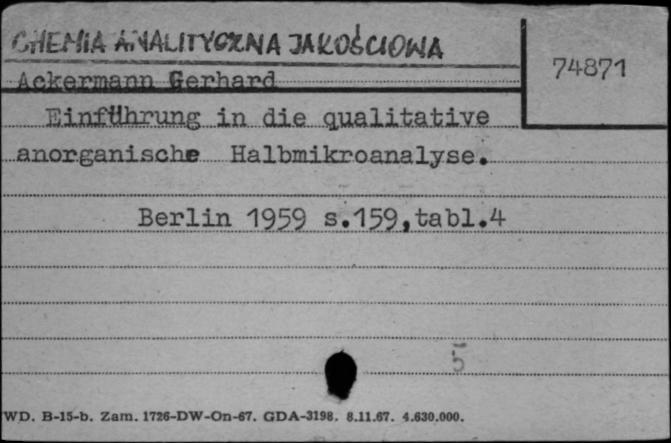 CHEMIA ANALITYCZNA JAKOŚCIOWA
74871
Ackermann Gerhard
Einführung in die qualitative
anorganische Halbmikroanalyse.
Berlin 1959 s.159,tabl.4
5
WD. B-15-b. Zam. 1726-DW-On-67. GDA-3198. 8.11.67. 4.630.000.